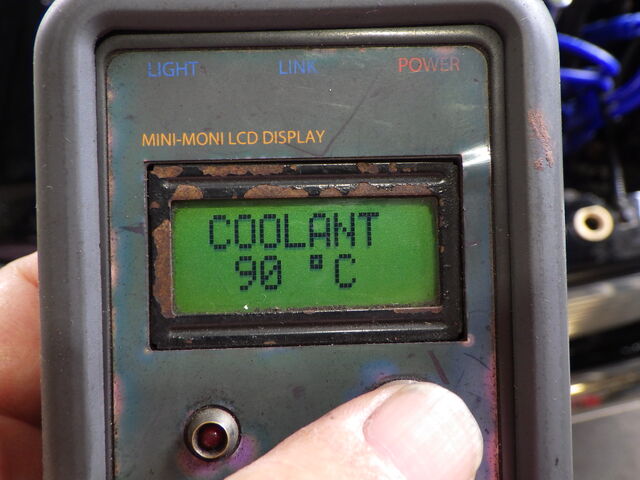 LIGHT LINK POWER
MINI-MONI LCD DISPLAY
COOLANT
90 °C